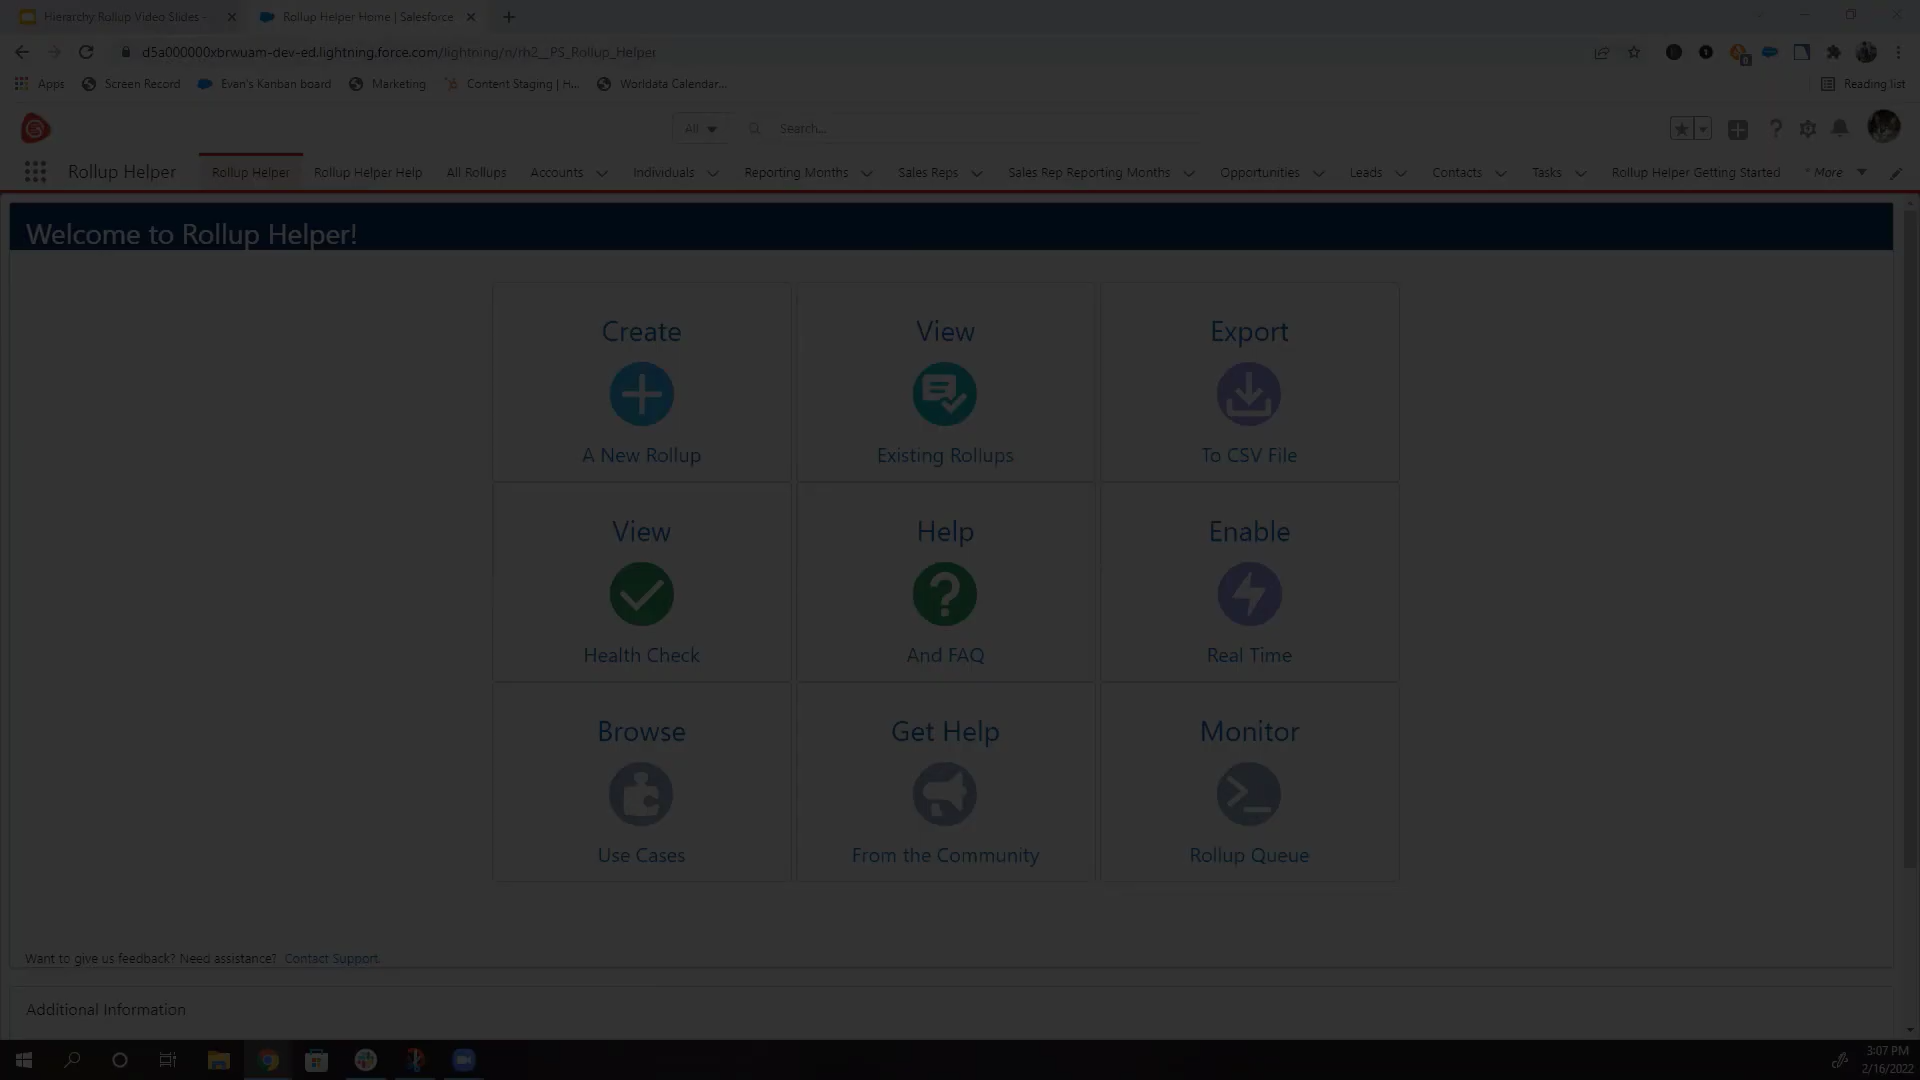 Hierarchy Rollup Video Slides -
Rollup Helper Home | Salesforce
d5a000000xbrwuam-dev-ed.lightning.force.com/lightning/n/rh2__PS_Rollup_Helper
Apps
Screen Record
Evan's Kanban board
Marketing
Content Staging | H...
Worldata Calendar...
Reading list
All
Search...
Rollup Helper
Rollup Helper
Rollup Helper Help
All Rollups
Accounts
Individuals
Reporting Months
Sales Reps
Sales Rep Reporting Months
Opportunities
Leads
Contacts
Tasks
Rollup Helper Getting Started
* More
Welcome to Rollup Helper!
Create
A New Rollup
View
Existing Rollups
Export
To CSV File
View
Health Check
Help
And FAQ
Enable
Real Time
Browse
Use Cases
Get Help
From the Community
Monitor
Rollup Queue
Want to give us feedback? Need assistance? Contact Support.
Additional Information
3:07 PM
2/16/2022